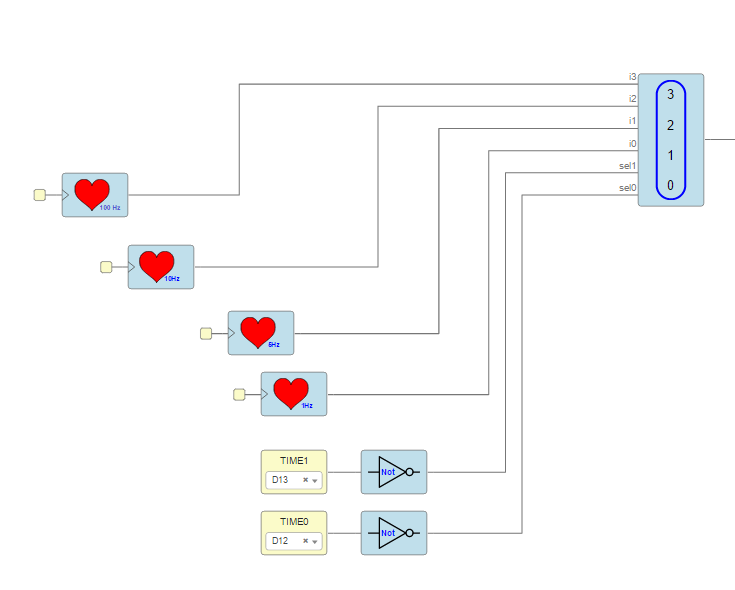 i3
i2
i1
i0
sel1
sel0
3
2
1
0
100 Hz
10Hz
5Hz
1Hz
TIME1
D13
Not
TIME0
D12
Not